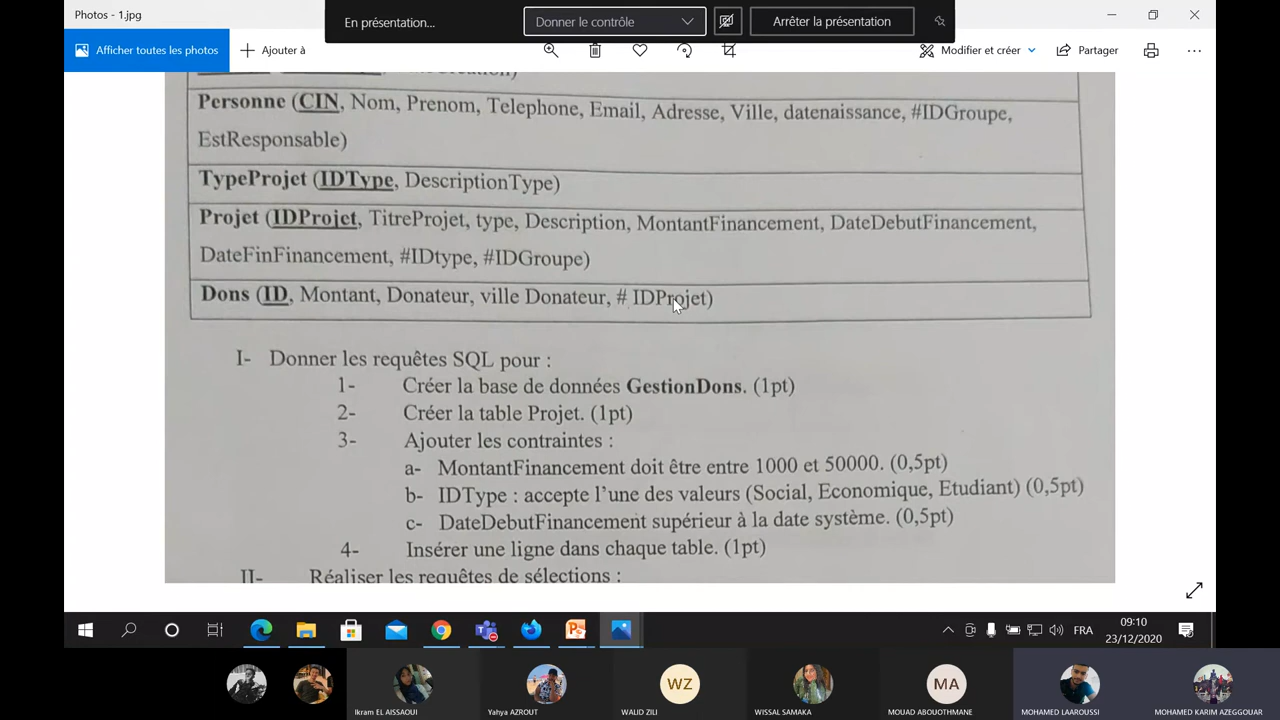 Photos - 1.jpg
En présentation...
Donner le contrôle
Arrêter la présentation
Afficher toutes les photos
Ajouter à
Modifier et créer
Partager
Personne (CIN, Nom, Prenom, Telephone, Email, Adresse, Ville, datenaissance, #IDGroupe,
EstResponsable)
TypeProjet (IDType, DescriptionType)
Projet (IDProjet, TitreProjet, type, Description, MontantFinancement, DateDebutFinancement,
DateFinFinancement, #IDtype, #IDGroupe)
Dons (ID, Montant, Donateur, ville Donateur, # IDProjet)
I- Donner les requêtes SQL pour :
1- Créer la base de données GestionDons. (1pt)
2- Créer la table Projet. (1pt)
3- Ajouter les contraintes :
a- MontantFinancement doit être entre 1000 et 50000. (0,5pt)
b- IDType : accepte l'une des valeurs (Social, Economique, Etudiant) (0,5pt)
c- DateDebutFinancement supérieur à la date système. (0,5pt)
4- Insérer une ligne dans chaque table. (1pt)
II- Réaliser les requêtes de sélections :
FRA
09:10
23/12/2020
WZ
MA
Ikram EL AISSAOUI
Yahya AZROUT
WALID ZILI
WISSAL SAMAKA
MOUAD ABOUOTHMANE
MOHAMED LAAROUSSI
MOHAMED KARIM AZEGGOUAR